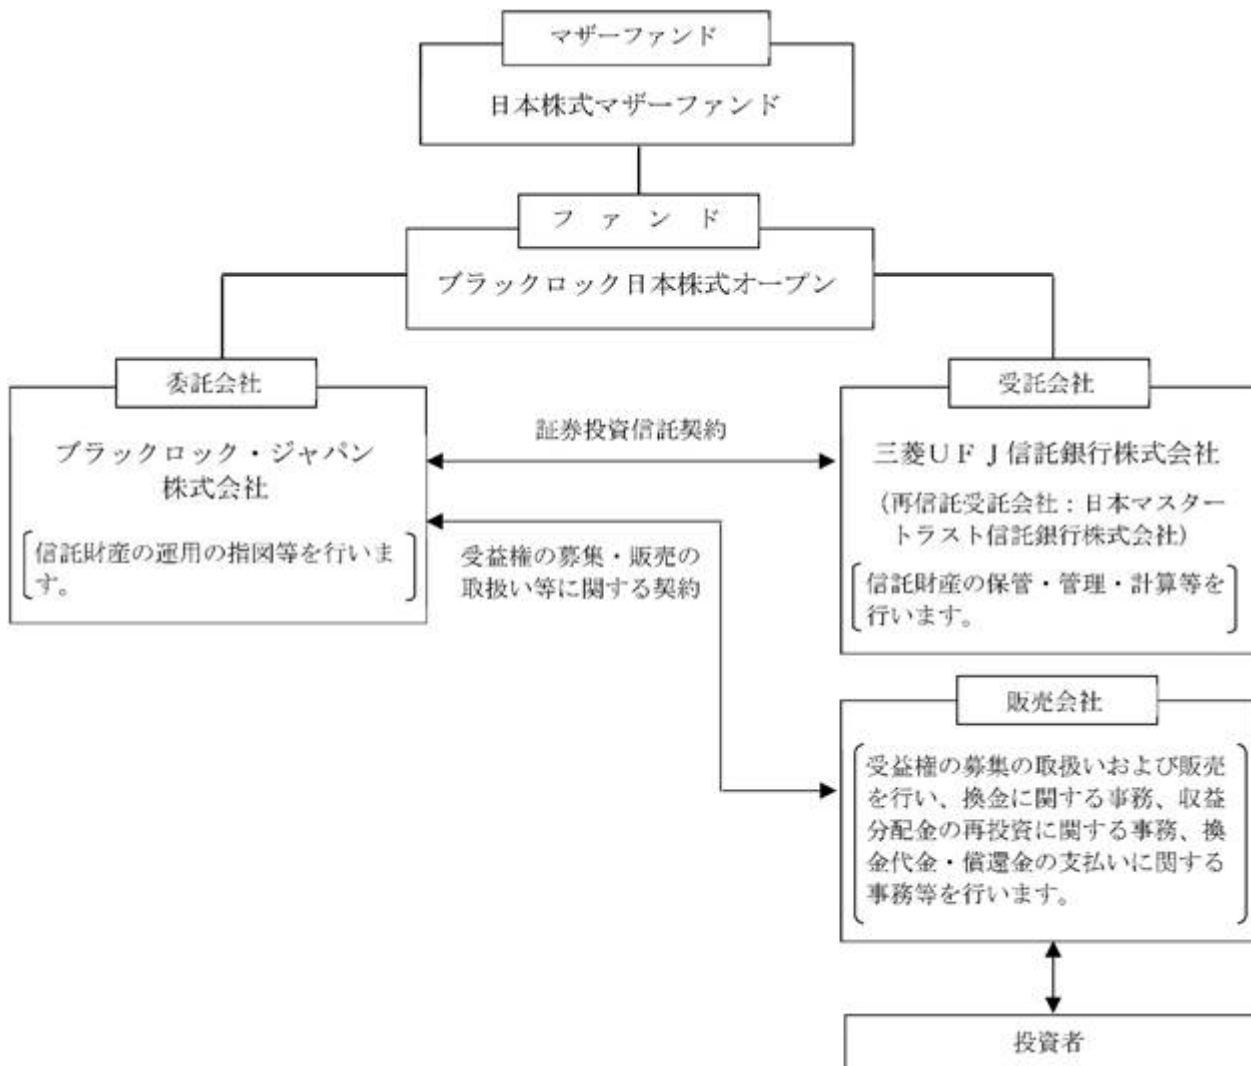 マザーファンド
日本株式マザーファンド
ファンド
ブラックロック日本株式オープン
委託会社
ブラックロック・ジャパン
株式会社
信託財産の運用の指図等を行いま
す。
証券投資信託契約
受益権の募集・販売の
取扱い等に関する契約
受託会社
三菱UFJ信託銀行株式会社
(再信託受託会社:日本マスター
トラスト信託銀行株式会社)
信託財産の保管・管理・計算等を
行います。
販売会社
受益権の募集の取扱いおよび販売
を行い、換金に関する事務、収益
分配金の再投資に関する事務、換
金代金・償還金の支払いに関する
事務等を行います。
投資者